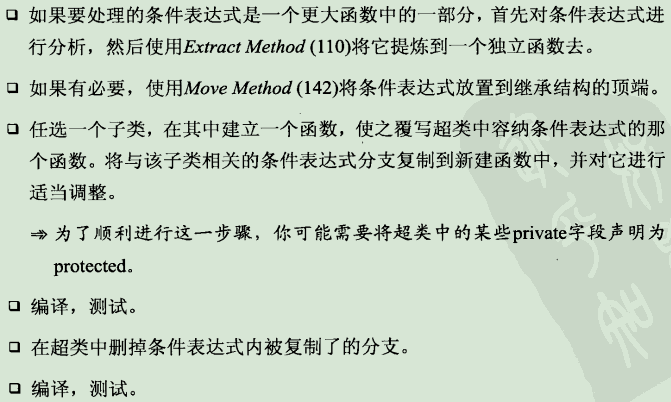 □ 如果要处理的条件表达式是一个更大函数中的一部分，首先对条件表达式进
行分析，然后使用Extract Method (110)将它提炼到一个独立函数去。
□ 如果有必要，使用Move Method (142)将条件表达式放置到继承结构的顶端。
□ 任选一个子类，在其中建立一个函数，使之覆写超类中容纳条件表达式的那
个函数。将与该子类相关的条件表达式分支复制到新建函数中，并对它进行
适当调整。
⇒ 为了顺利进行这一步骤，你可能需要将超类中的某些private字段声明为
protected。
□ 编译，测试。
□ 在超类中删掉条件表达式内被复制了的分支。
□ 编译，测试。